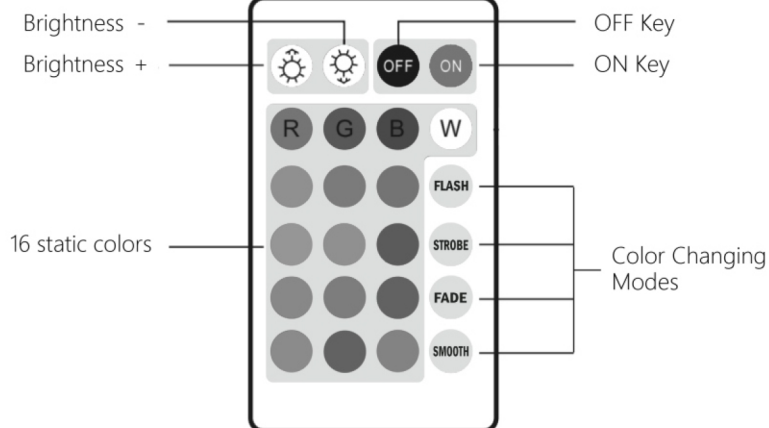 Brightness -
OFF Key
Brightness +
OFF
ON
ON Key
R
G
B
W
FLASH
16 static colors
STROBE
Color Changing
Modes
FADE
SMOOTH